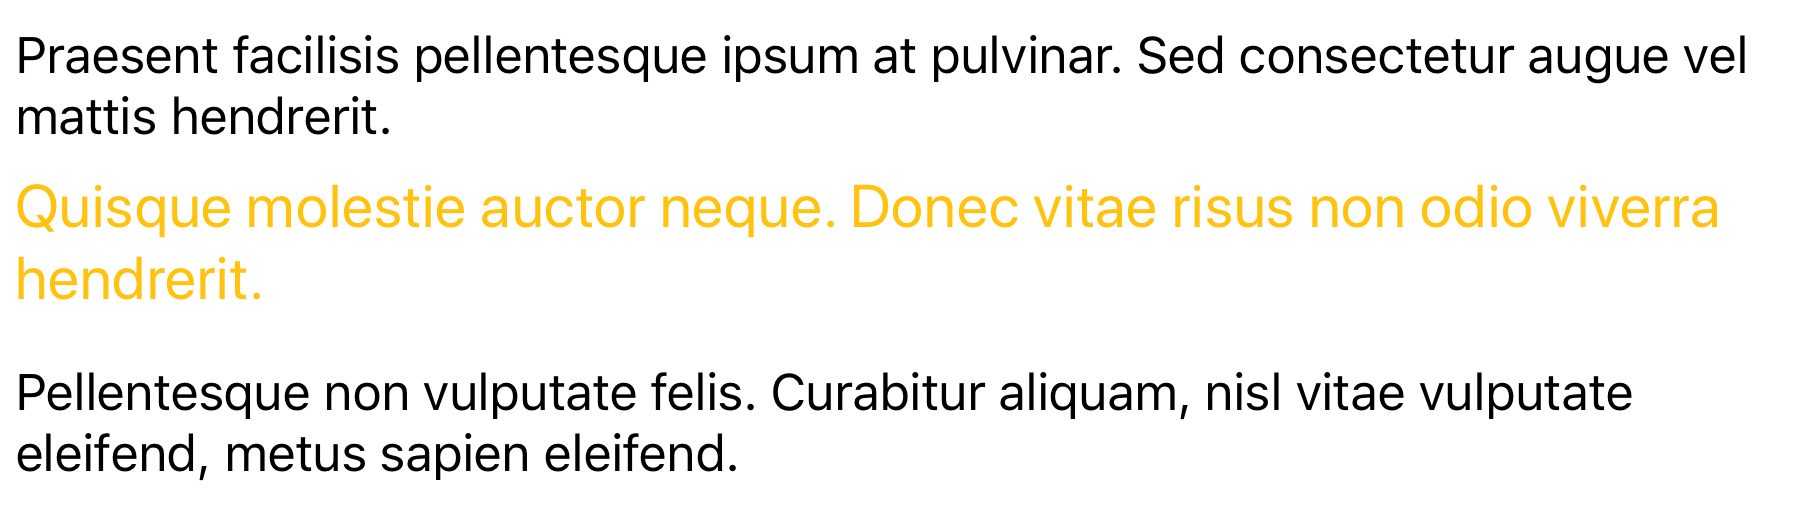 Praesent facilisis pellentesque ipsum at pulvinar. Sed consectetur augue vel
mattis hendrerit.
Quisque molestie auctor neque. Donec vitae risus non odio viverra
hendrerit.
Pellentesque non vulputate felis. Curabitur aliquam, nisl vitae vulputate
eleifend, metus sapien eleifend.